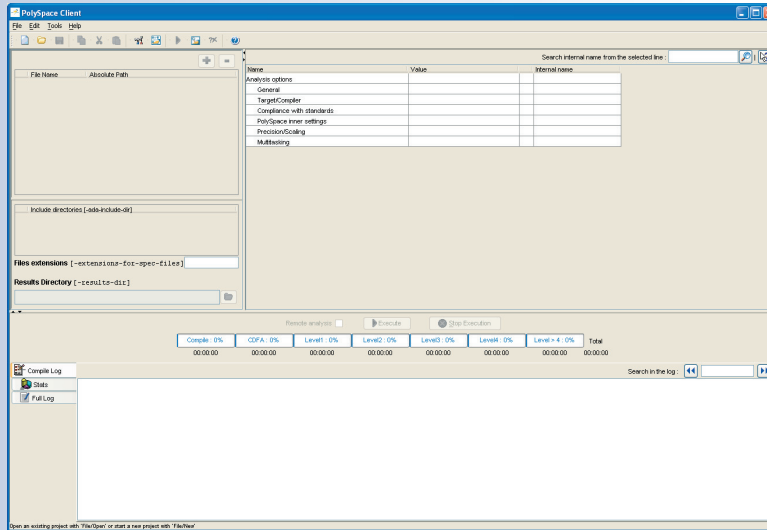 PolySpace Client
File Edit Tools Help
Search internal name from the selected line :
File Name Absolute Path
Name Value Internal name
Analysis options
General
Target/Compiler
Compliance with standards
PolySpace inner settings
Precision/Scaling
Multitasking
Include directories [-ada-include-dir]
Files extensions [-extensions-for-spec-files]
Results Directory [-results-dir]
Remote analysis Execute Stop Execution
Compile : 0% CDFA : 0% Level1 : 0% Level2 : 0% Level3 : 0% Level4 : 0% Level > 4 : 0% Total
00:00:00 00:00:00 00:00:00 00:00:00 00:00:00 00:00:00 00:00:00 00:00:00
Compile Log
Search in the log :
Stats
Full Log
Open an existing project with 'File/Open' or start a new project with 'File/New'